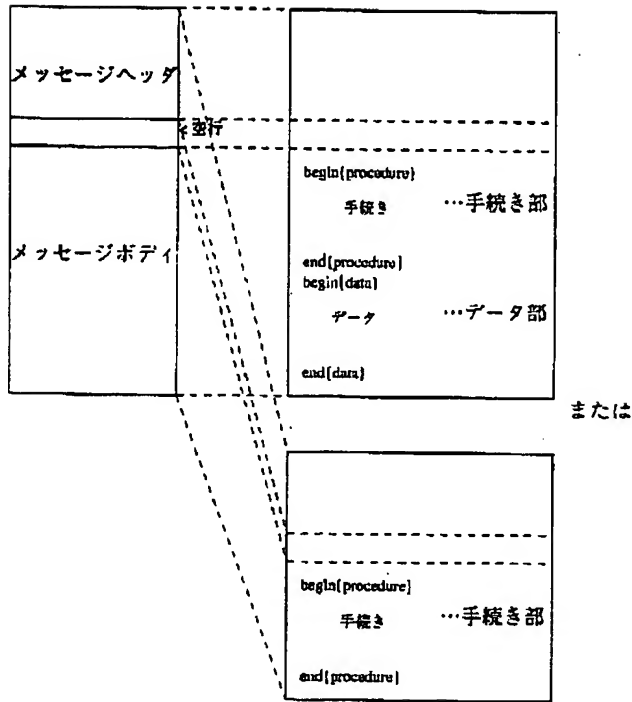 メッセージヘッダ
空行
メッセージボディ
begin{procedure}
手続き …手続き部
end{procedure}
begin{data}
データ …データ部
end{data}
または
begin{procedure}
手続き …手続き部
end{procedure}